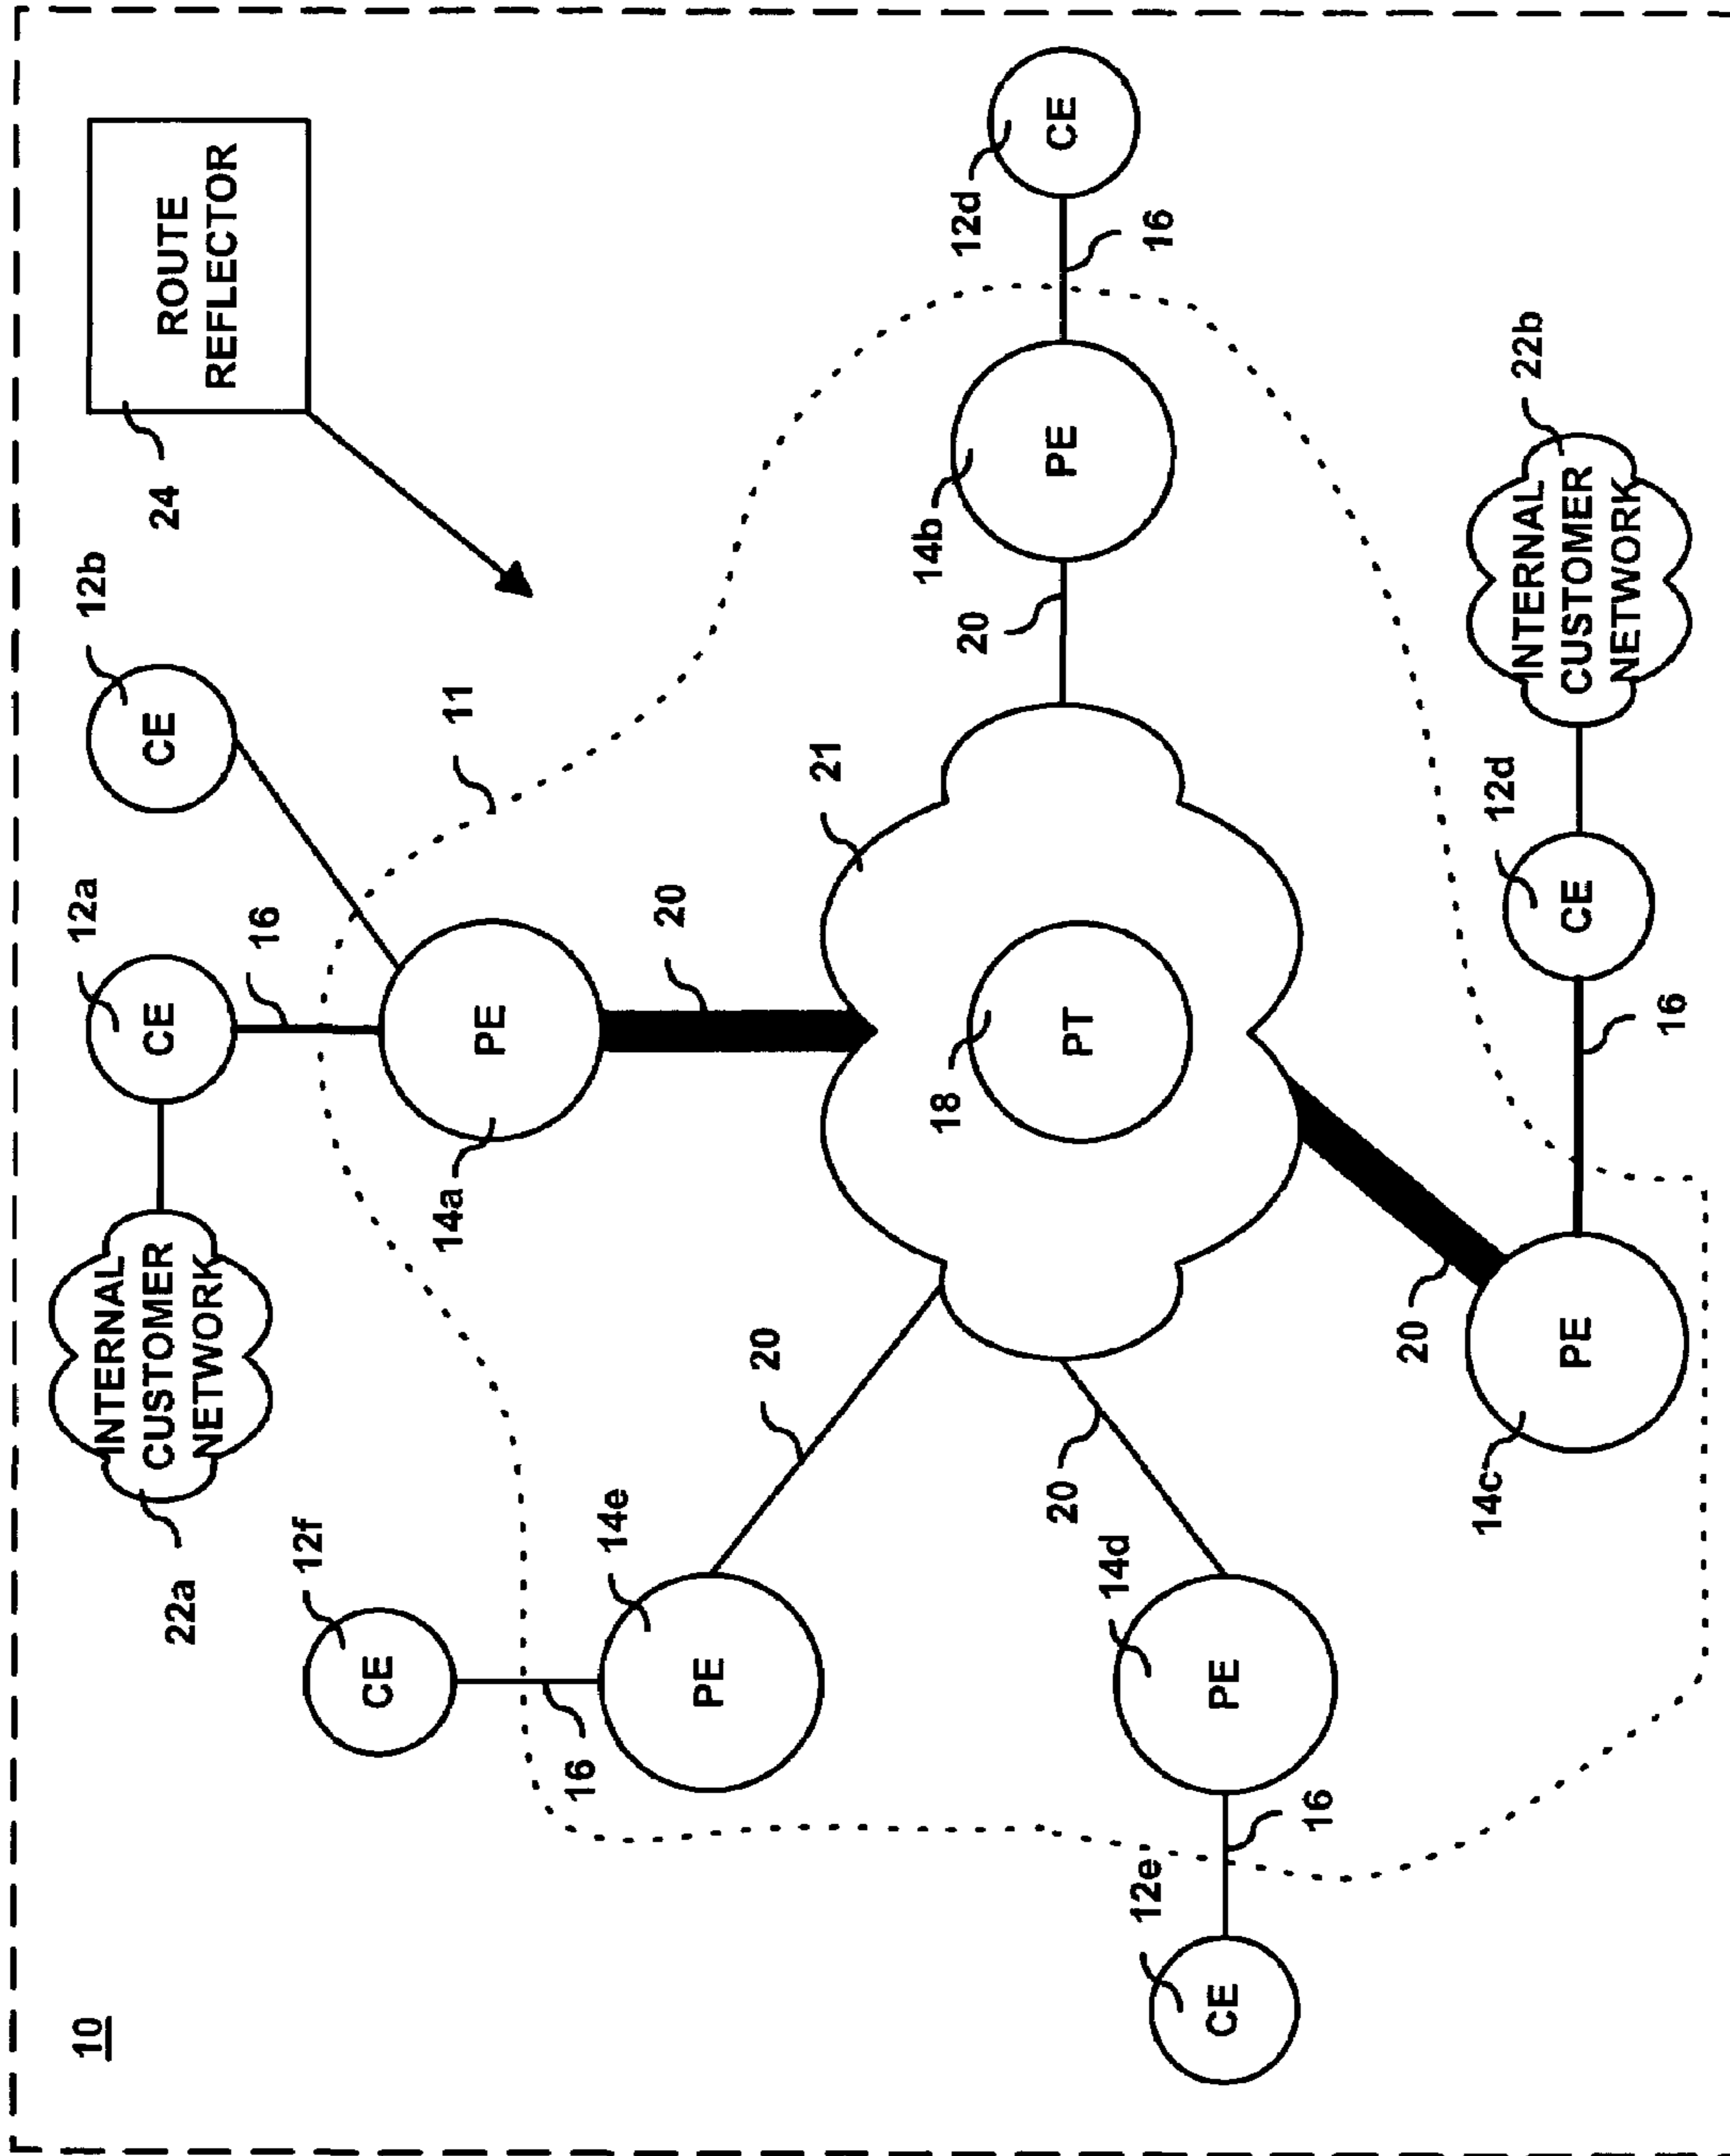 10
12a
12b
22a
INTERNAL
CUSTOMER
NETWORK
CE
CE
24
ROUTE
REFLECTOR
16
12f
CE
14a
PE
11
16
14e
PE
20
20
21
14b
18
PT
20
PE
12d
CE
20
14d
16
12e
CE
PE
16
20
14c
PE
12d
CE
22b
INTERNAL
CUSTOMER
NETWORK
16